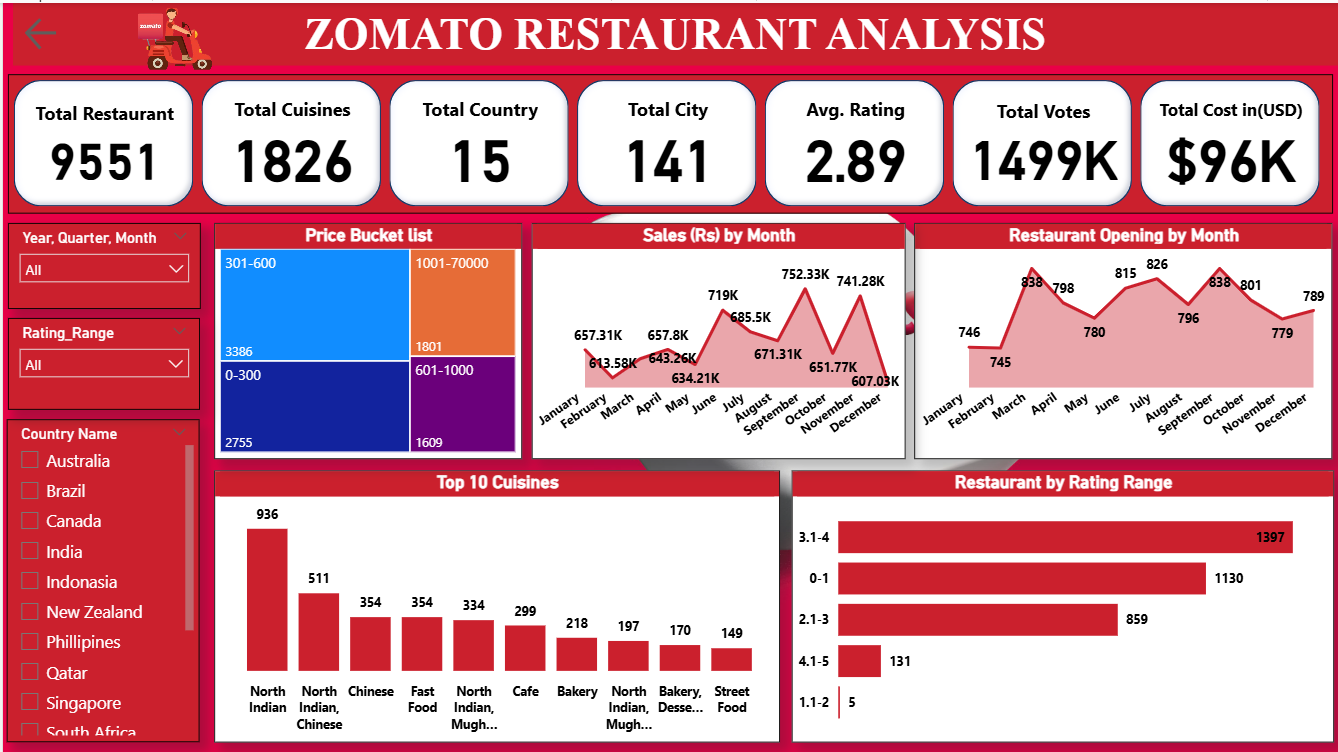 zomato
ZOMATO RESTAURANT ANALYSIS
Total Restaurant
9551
Total Cuisines
1826
Total Country
15
Total City
141
Avg. Rating
2.89
Total Votes
1499K
Total Cost in(USD)
$96K
Year, Quarter, Month
All
Rating_Range
All
Country Name
Australia
Brazil
Canada
India
Indonasia
New Zealand
Phillipines
Qatar
Singapore
South Africa
Price Bucket list
301-600
3386
0-300
2755
1001-70000
1801
601-1000
1609
Sales (Rs) by Month
657.31K
613.58K
643.26K
657.8K
634.21K
719K
685.5K
671.31K
752.33K
651.77K
741.28K
607.03K
January
February
March
April
May
June
July
August
September
October
November
December
Restaurant Opening by Month
746
745
838
798
780
815
826
796
838
801
779
789
January
February
March
April
May
June
July
August
September
October
November
December
Top 10 Cuisines
936
511
354
354
334
299
218
197
170
149
North
Indian
North
Indian,
Chinese
Chinese
Fast
Food
North
Indian,
Mugh...
Cafe
Bakery
North
Indian,
Mugh...
Bakery,
Desse...
Street
Food
Restaurant by Rating Range
3.1-4
1397
0-1
1130
2.1-3
859
4.1-5
131
1.1-2
5